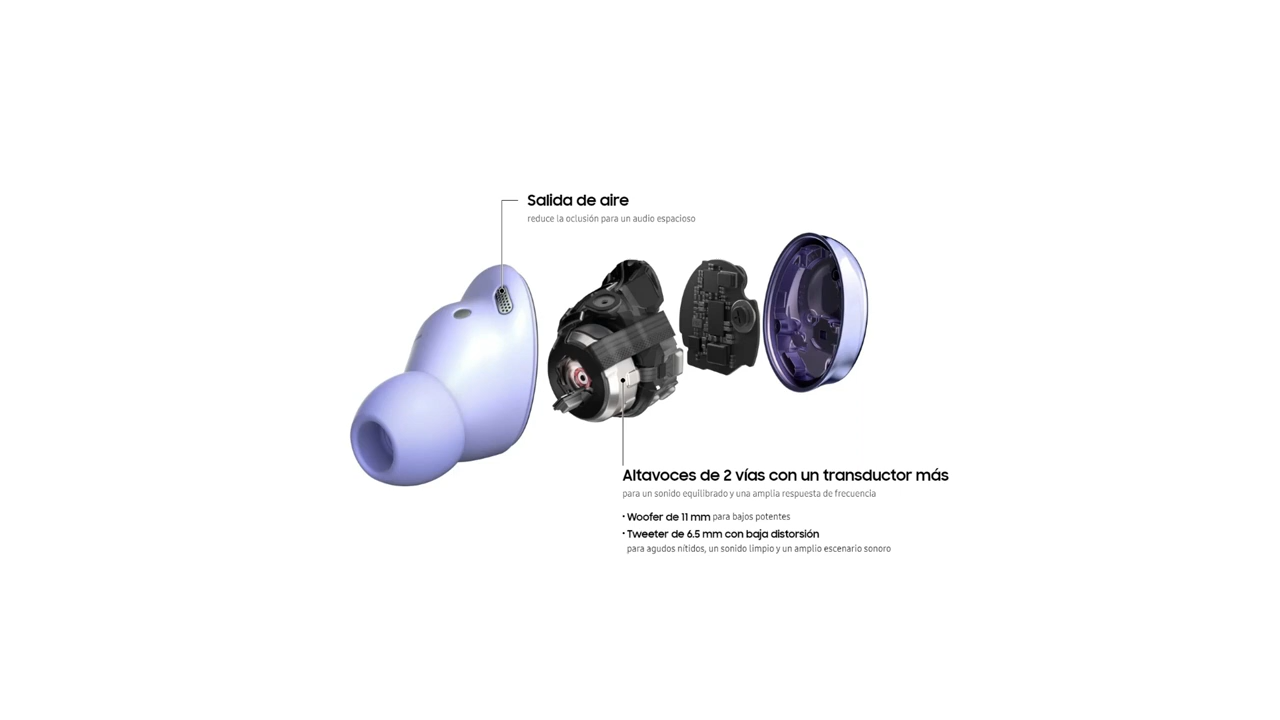 Salida de aire
reduce la oclusión para un audio espacioso
Altavoces de 2 vías con un transductor más
para un sonido equilibrado y una amplia respuesta de frecuencia
• Woofer de 11 mm para bajos potentes
• Tweeter de 6.5 mm con baja distorsión
para agudos nítidos, un sonido limpio y un amplio escenario sonoro